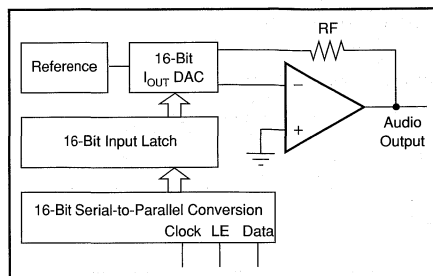 RF
16-Bit
I_OUT DAC
Reference
−
+
Audio
Output
16-Bit Input Latch
16-Bit Serial-to-Parallel Conversion
Clock LE Data